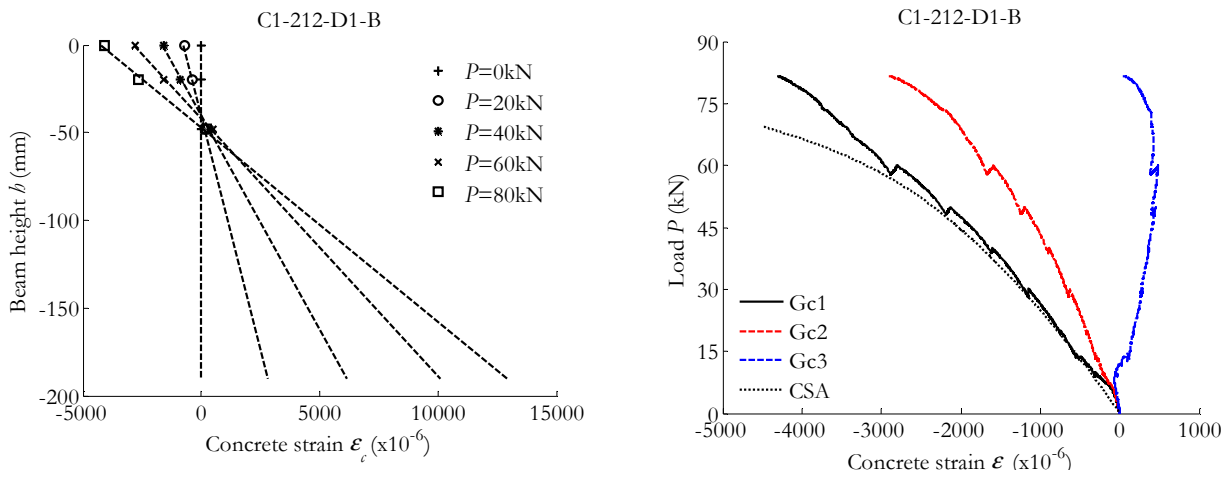 C1-212-D1-B
0
-50
-100
-150
-200
-5000 0 5000 10000 15000
Beam height h (mm)
Concrete strain ε_c (x10⁻⁶)
P=0kN
P=20kN
P=40kN
P=60kN
P=80kN
C1-212-D1-B
90
75
60
45
30
15
0
-5000 -4000 -3000 -2000 -1000 0 1000
Load P (kN)
Concrete strain ε (x10⁻⁶)
Gc1
Gc2
Gc3
CSA